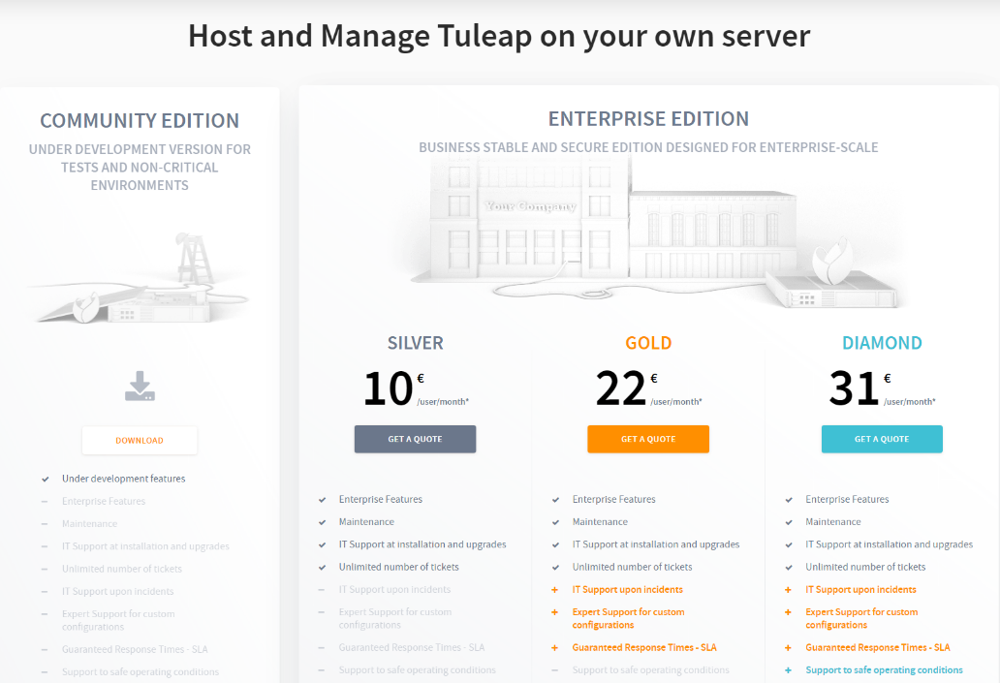 Host and Manage Tuleap on your own server
COMMUNITY EDITION
UNDER DEVELOPMENT VERSION FOR
TESTS AND NON-CRITICAL
ENVIRONMENTS
DOWNLOAD
Under development features
Enterprise Features
Maintenance
IT Support at installation and upgrades
Unlimited number of tickets
IT Support upon incidents
Expert Support for custom
configurations
Guaranteed Response Times - SLA
Support to safe operating conditions
ENTERPRISE EDITION
BUSINESS STABLE AND SECURE EDITION DESIGNED FOR ENTERPRISE-SCALE
Your Company
SILVER
10 €
/user/month*
GET A QUOTE
Enterprise Features
Maintenance
IT Support at installation and upgrades
Unlimited number of tickets
IT Support upon incidents
Expert Support for custom
configurations
Guaranteed Response Times - SLA
Support to safe operating conditions
GOLD
22 €
/user/month*
GET A QUOTE
Enterprise Features
Maintenance
IT Support at installation and upgrades
Unlimited number of tickets
IT Support upon incidents
Expert Support for custom
configurations
Guaranteed Response Times - SLA
Support to safe operating conditions
DIAMOND
31 €
/user/month*
GET A QUOTE
Enterprise Features
Maintenance
IT Support at installation and upgrades
Unlimited number of tickets
IT Support upon incidents
Expert Support for custom
configurations
Guaranteed Response Times - SLA
Support to safe operating conditions